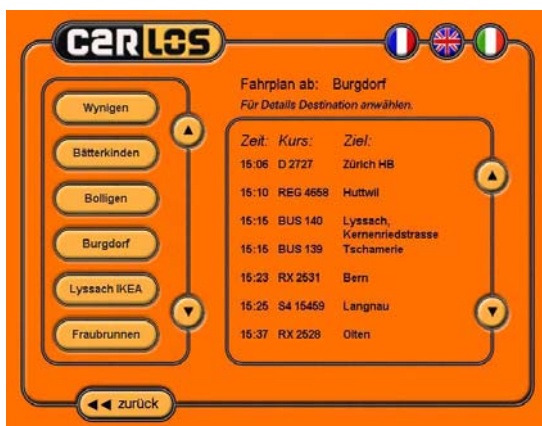 CARLOS
Fahrplan ab: Burgdorf
Für Details Destination anwählen.
Wynigen
Bätterkinden
Bolligen
Burgdorf
Lyssach IKEA
Fraubrunnen
Zeit: Kurs: Ziel:
15:06 D 2727 Zürich HB
15:10 REG 4658 Huttwil
15:15 BUS 140 Lyssach,
Kernenriedstrasse
15:15 BUS 139 Tschamerie
15:23 RX 2531 Bern
15:25 S4 15459 Langnau
15:37 RX 2528 Olten
zurück